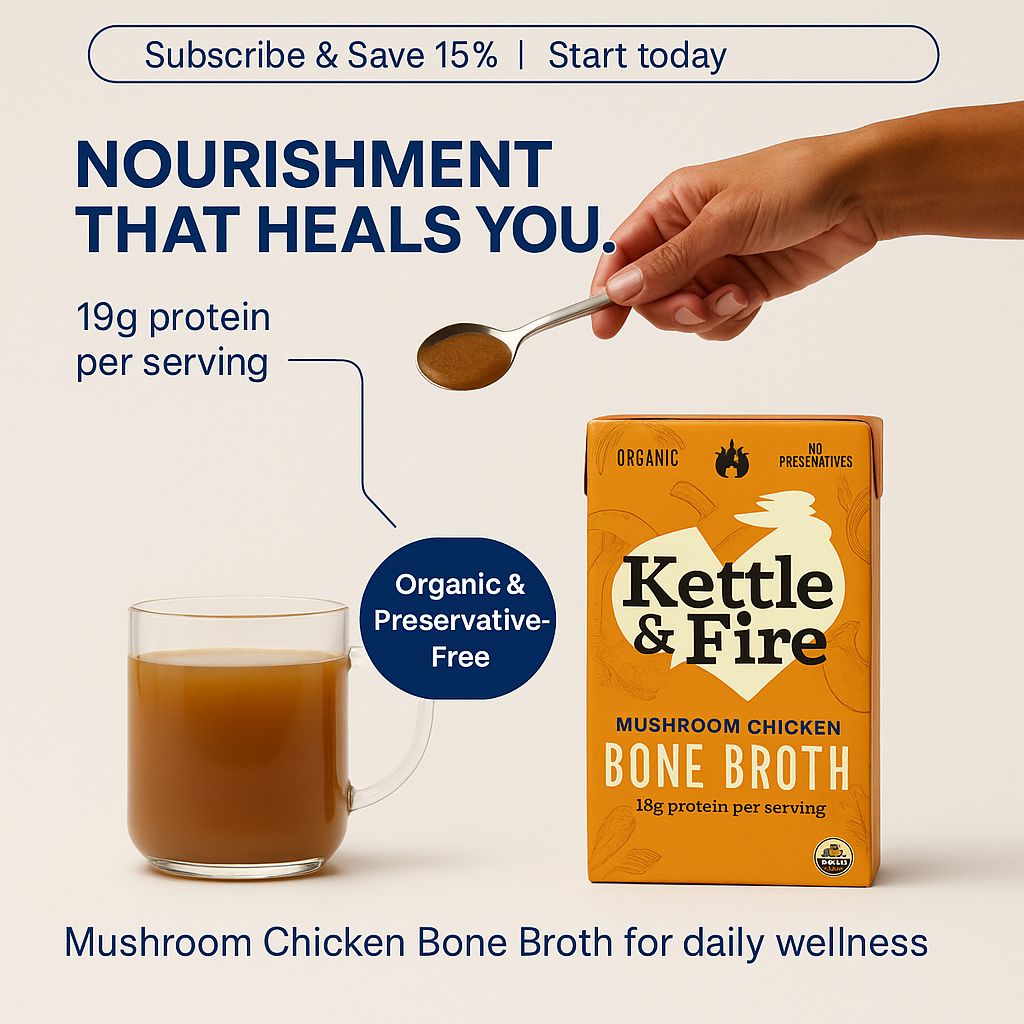 Subscribe & Save 15% | Start today
NOURISHMENT
THAT HEALS YOU.
19g protein
per serving
Organic &
Preservative-
Free
ORGANIC
NO
PRESENATIVES
Kettle
& Fire
MUSHROOM CHICKEN
BONE BROTH
18g protein per serving
Mushroom Chicken Bone Broth for daily wellness